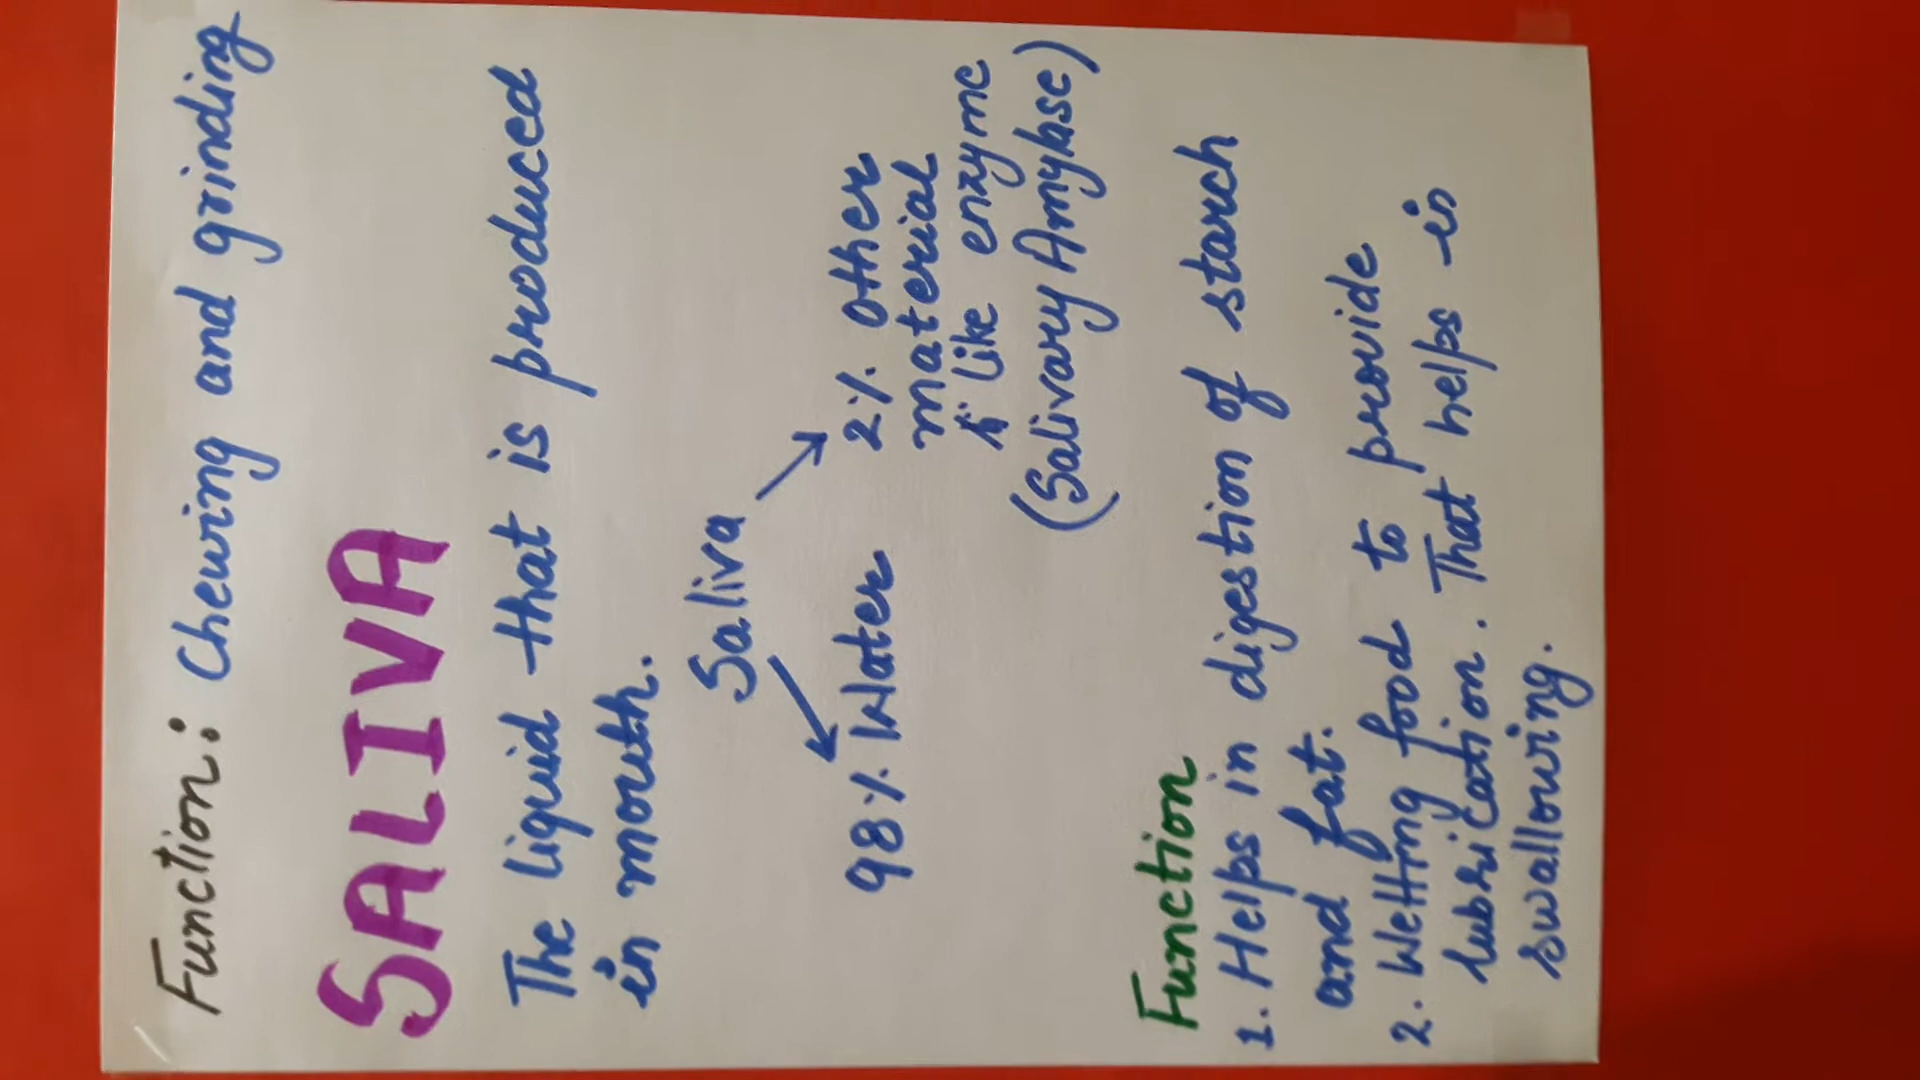 Function: Chewing and grinding
SALIVA
The liquid that is produced
in mouth.
Saliva
98% Water
2% other
material
like enzyme
(Salivary Amylase)
Function
1. Helps in digestion of starch
and fat.
2. Wetting food to provide
lubrication. That helps in
swallowing.